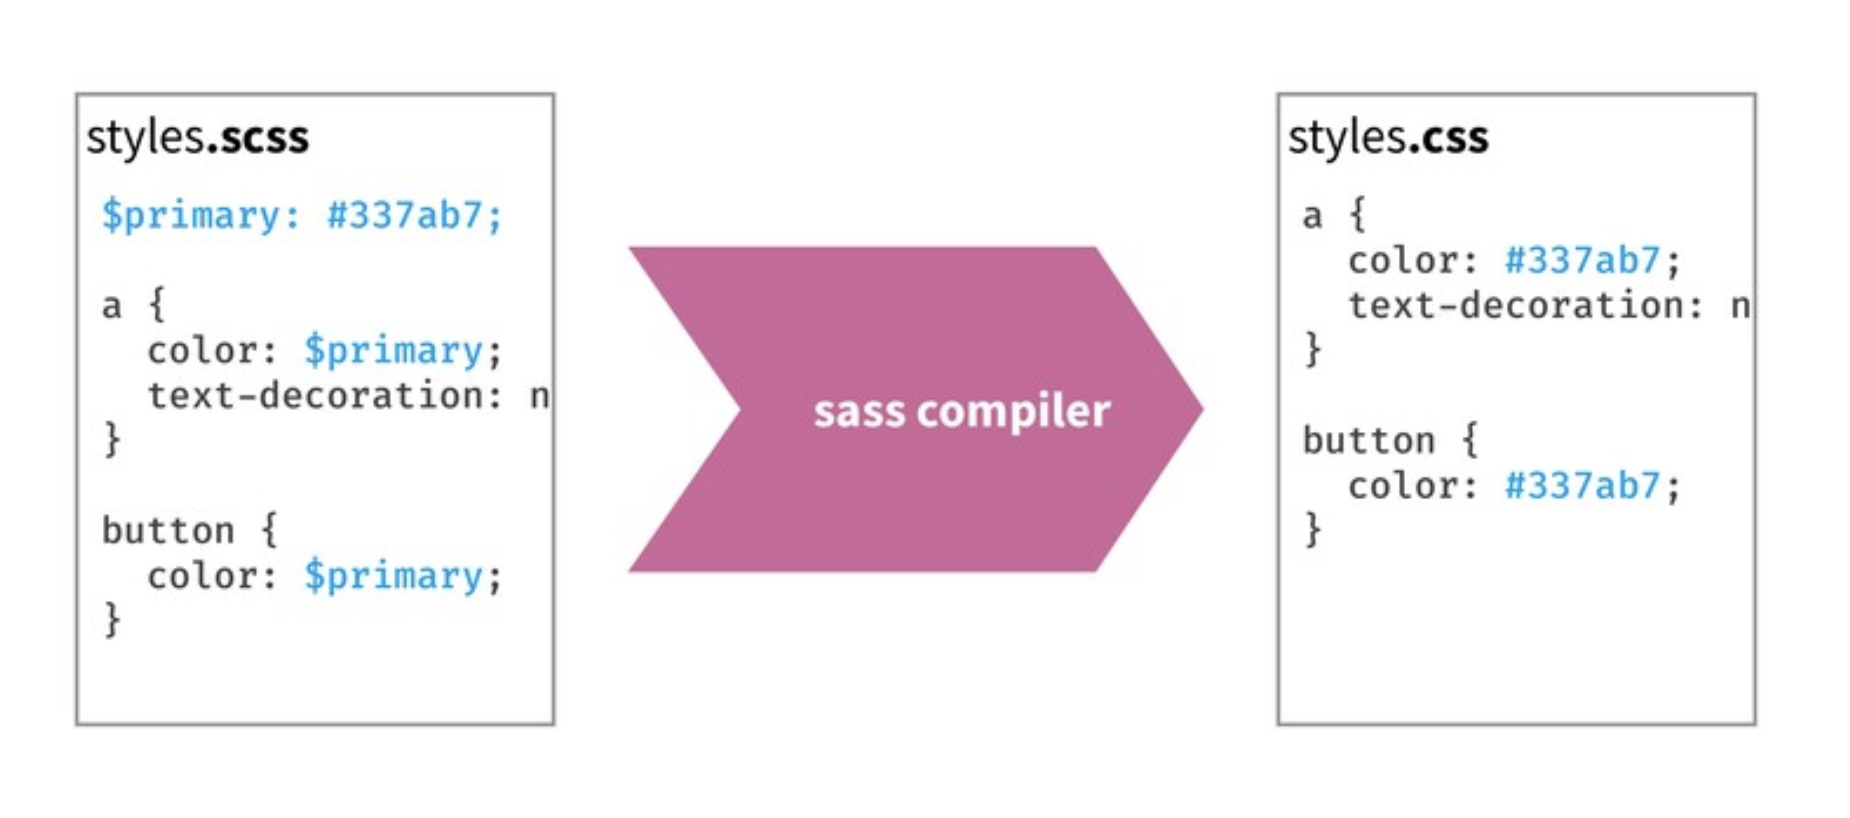 styles.scss
$primary: #337ab7;
a {
  color: $primary;
  text-decoration: n
}
button {
  color: $primary;
}
sass compiler
styles.css
a {
  color: #337ab7;
  text-decoration: n
}
button {
  color: #337ab7;
}